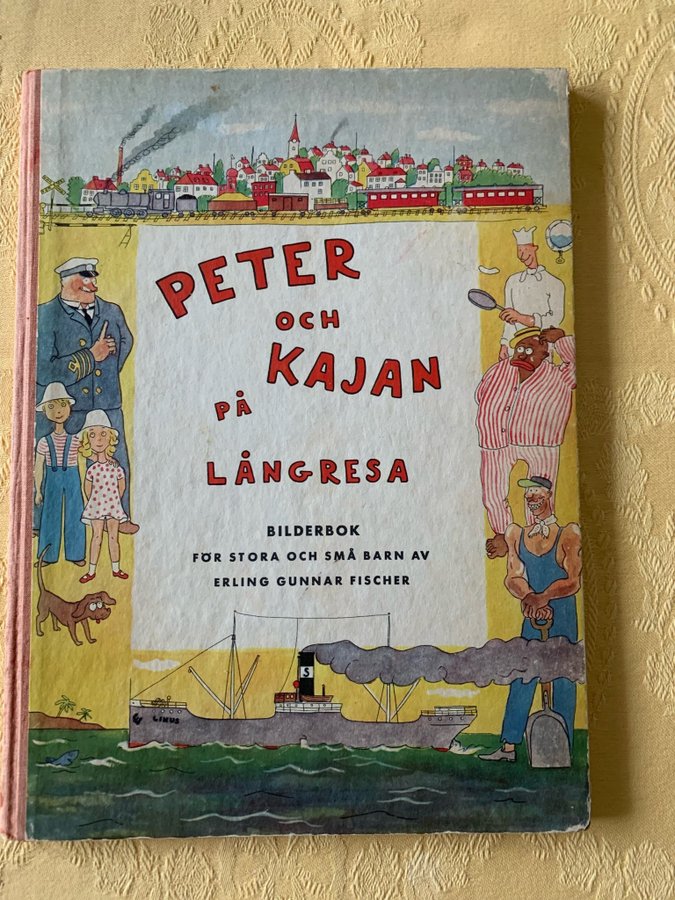 PETER
OCH
KAJAN
PÅ
LÅNGRESA
BILDERBOK
FÖR STORA OCH SMÅ BARN AV
ERLING GUNNAR FISCHER
S
LINUS